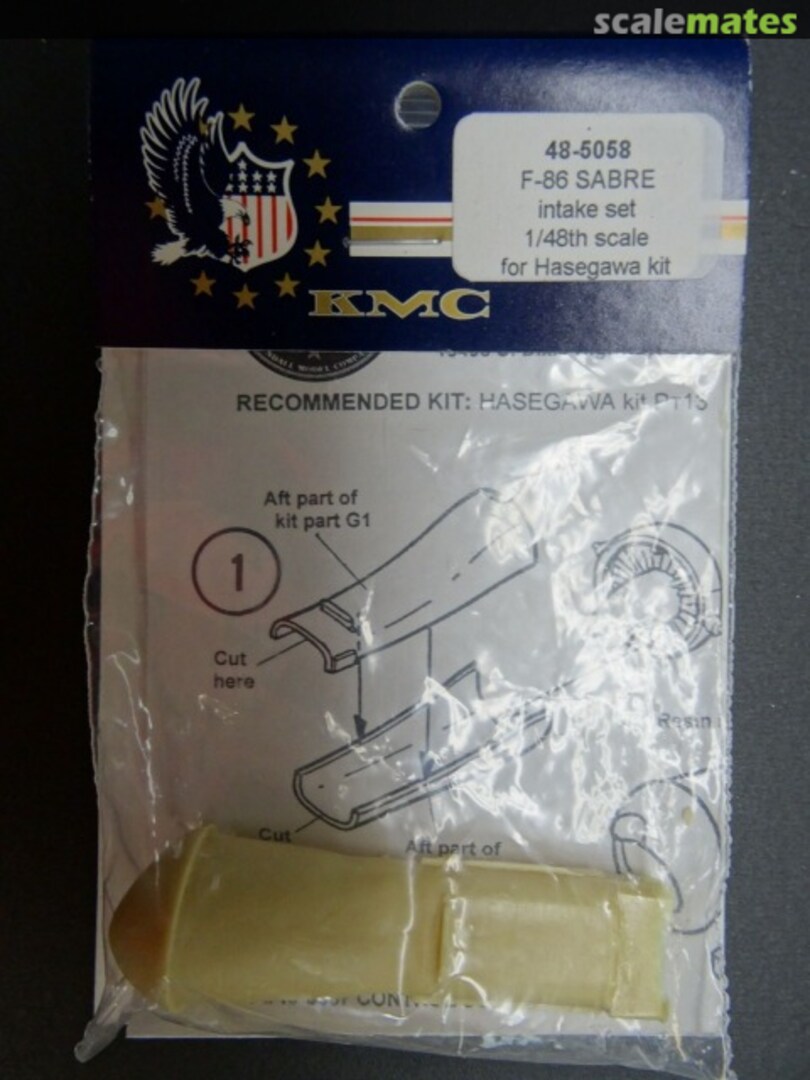 scalemates
48-5058
F-86 SABRE
intake set
1/48th scale
for Hasegawa kit
KMC
RECOMMENDED KIT: HASEGAWA kit PT13
Aft part of
kit part G1
1
Cut
here
Resin
Cut
Aft part of